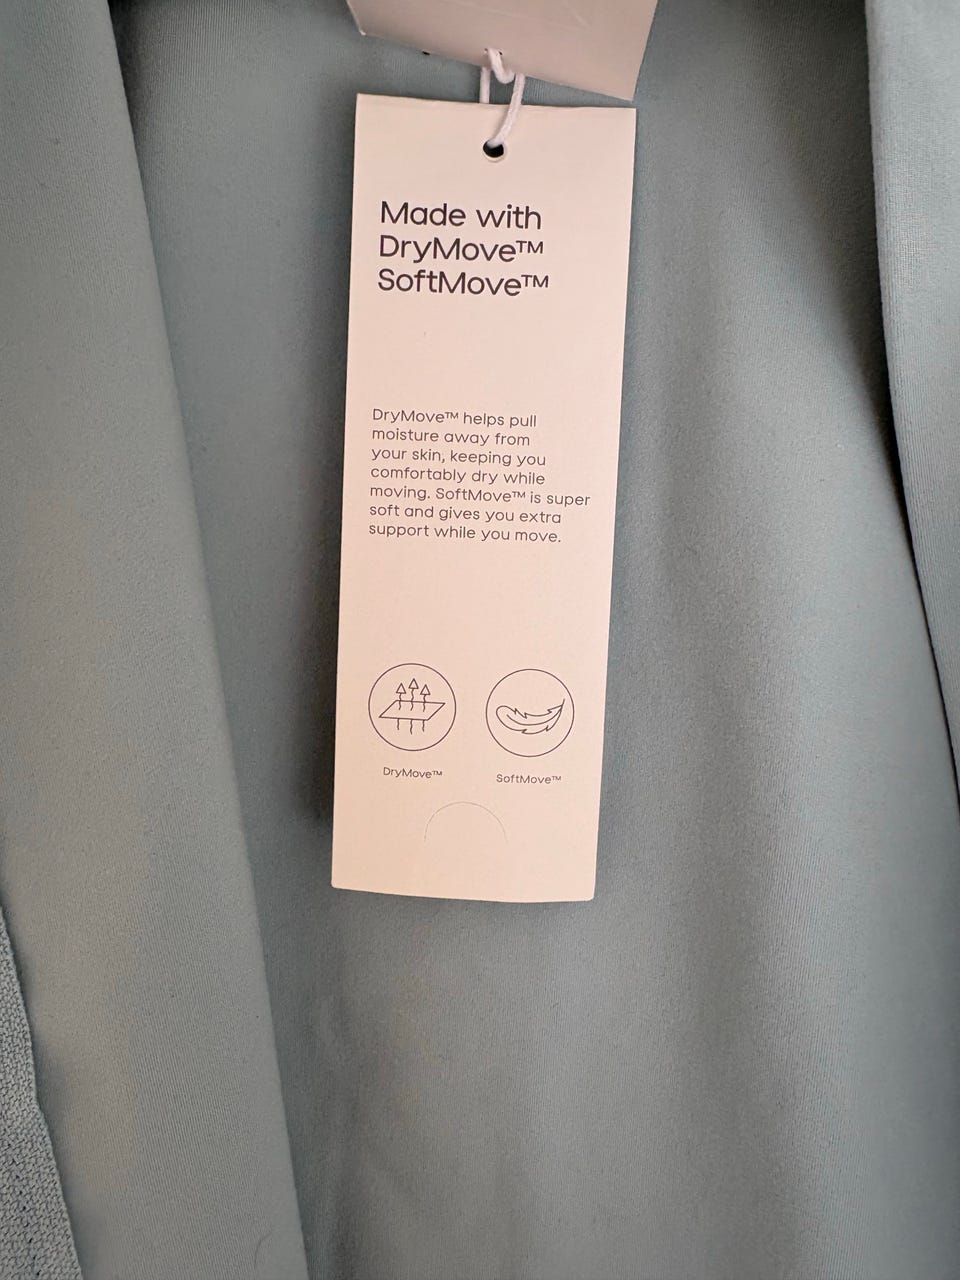 Made with
DryMove™
SoftMove™
DryMove™ helps pull
moisture away from
your skin, keeping you
comfortably dry while
moving. SoftMove™ is super
soft and gives you extra
support while you move.
DryMove™
SoftMove™